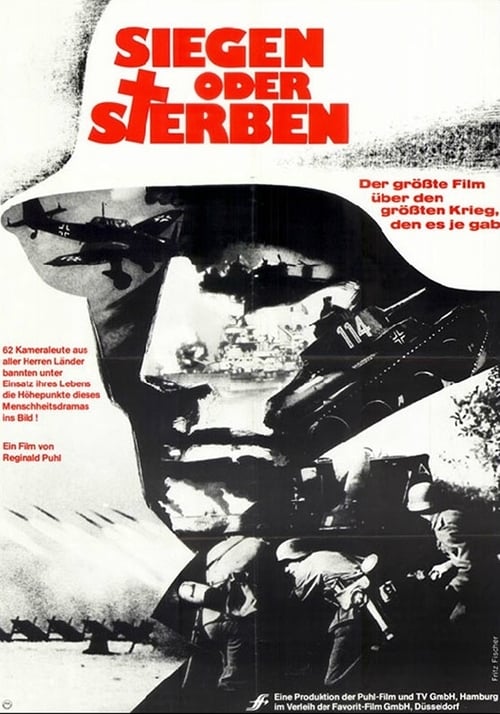 SIEGEN
ODER
STERBEN
Der größte Film
über den
größten Krieg,
den es je gab
62 Kameraleute aus
aller Herren Länder
bannten unter
Einsatz ihres Lebens
die Höhepunkte dieses
Menschheitsdramas
ins Bild !
Ein Film von
Reginald Puhl
114
Fritz Fischer
Eine Produktion der Puhl-Film und TV GmbH, Hamburg
im Verleih der Favorit-Film GmbH, Düsseldorf